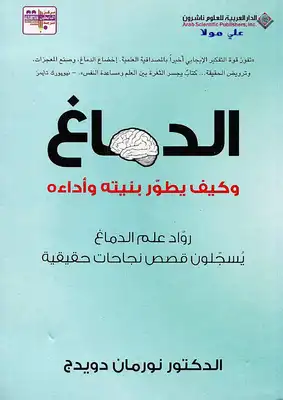 الدار العربية للعلوم ناشرون
Arab Scientific Publishers, Inc.
علي مولا
«تفوز قوة التفكير الإيجابي أخيراً بالمصداقية العلمية. إخضاع الدماغ، وصنع المعجزات،
وترويض الحقيقة... كتابٌ يجسر الثغرة بين العلم ومساعدة النفس». - نيويورك تايمز
الدماغ
وكيف يطوّر بنيته وأداءه
روّاد علم الدماغ
يُسجّلون قصص نجاحات حقيقية
الدكتور نورمان دويدج